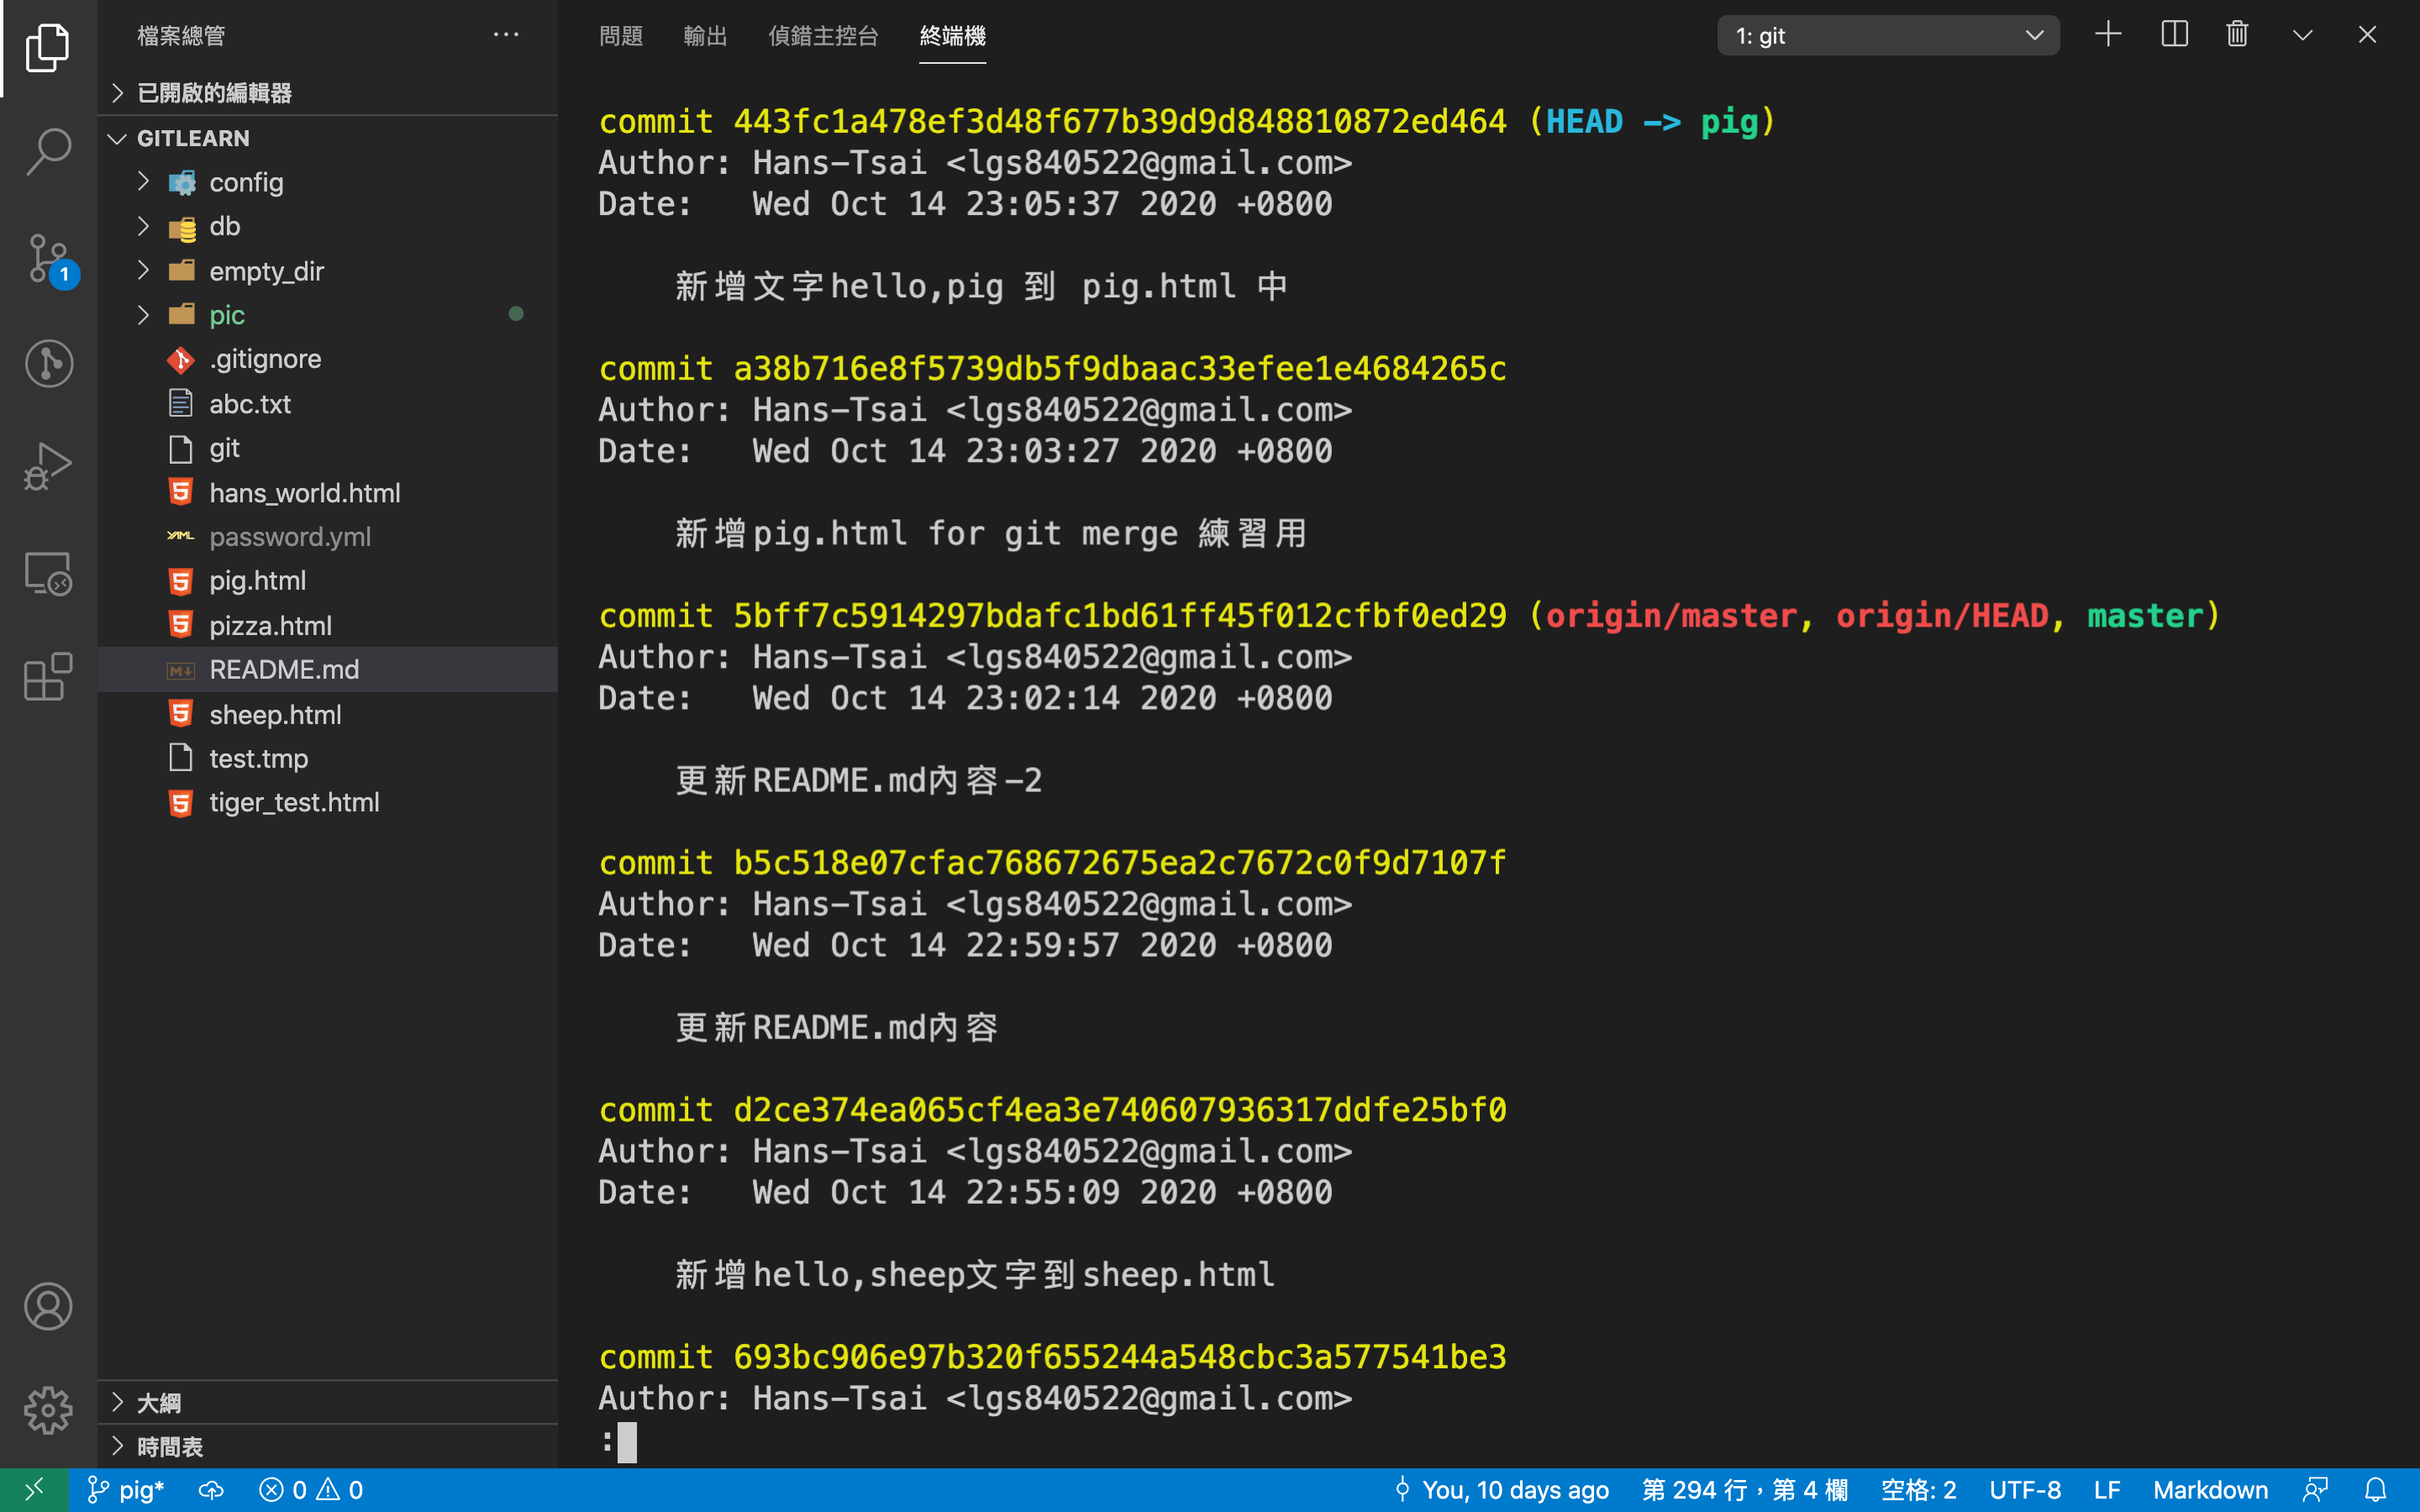 檔案總管
已開啟的編輯器
GITLEARN
config
db
empty_dir
pic
.gitignore
abc.txt
git
hans_world.html
password.yml
pig.html
pizza.html
README.md
sheep.html
test.tmp
tiger_test.html
大綱
時間表
1
問題 輸出 偵錯主控台 終端機 1: git
commit 443fc1a478ef3d48f677b39d9d848810872ed464 (HEAD -> pig)
Author: Hans-Tsai <lgs840522@gmail.com>
Date:   Wed Oct 14 23:05:37 2020 +0800
新增文字hello,pig 到 pig.html 中
commit a38b716e8f5739db5f9dbaac33efee1e4684265c
Author: Hans-Tsai <lgs840522@gmail.com>
Date:   Wed Oct 14 23:03:27 2020 +0800
新增pig.html for git merge 練習用
commit 5bff7c5914297bdafc1bd61ff45f012cfbf0ed29 (origin/master, origin/HEAD, master)
Author: Hans-Tsai <lgs840522@gmail.com>
Date:   Wed Oct 14 23:02:14 2020 +0800
更新README.md內容-2
commit b5c518e07cfac768672675ea2c7672c0f9d7107f
Author: Hans-Tsai <lgs840522@gmail.com>
Date:   Wed Oct 14 22:59:57 2020 +0800
更新README.md內容
commit d2ce374ea065cf4ea3e740607936317ddfe25bf0
Author: Hans-Tsai <lgs840522@gmail.com>
Date:   Wed Oct 14 22:55:09 2020 +0800
新增hello,sheep文字到sheep.html
commit 693bc906e97b320f655244a548cbc3a577541be3
Author: Hans-Tsai <lgs840522@gmail.com>
:
pig* 0 0 You, 10 days ago 第 294 行，第 4 欄 空格: 2 UTF-8 LF Markdown